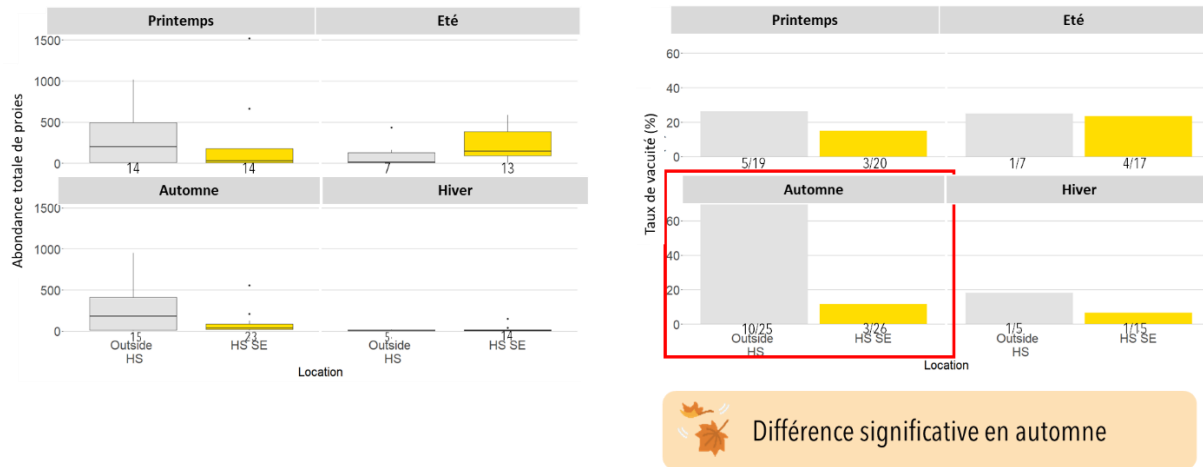 Printemps Eté
1500
1000
500
0
14 14 7 13
Automne Hiver
1500
1000
500
0
15 23 5 14
Outside HS HS SE Outside HS HS SE
Location
Abondance totale de proies
Printemps Eté
60
40
20
0
5/19 3/20 1/7 4/17
Automne Hiver
60
40
20
0
10/25 3/26 1/5 1/15
Outside HS HS SE Outside HS HS SE
Location
Taux de vacuité (%)
Différence significative en automne